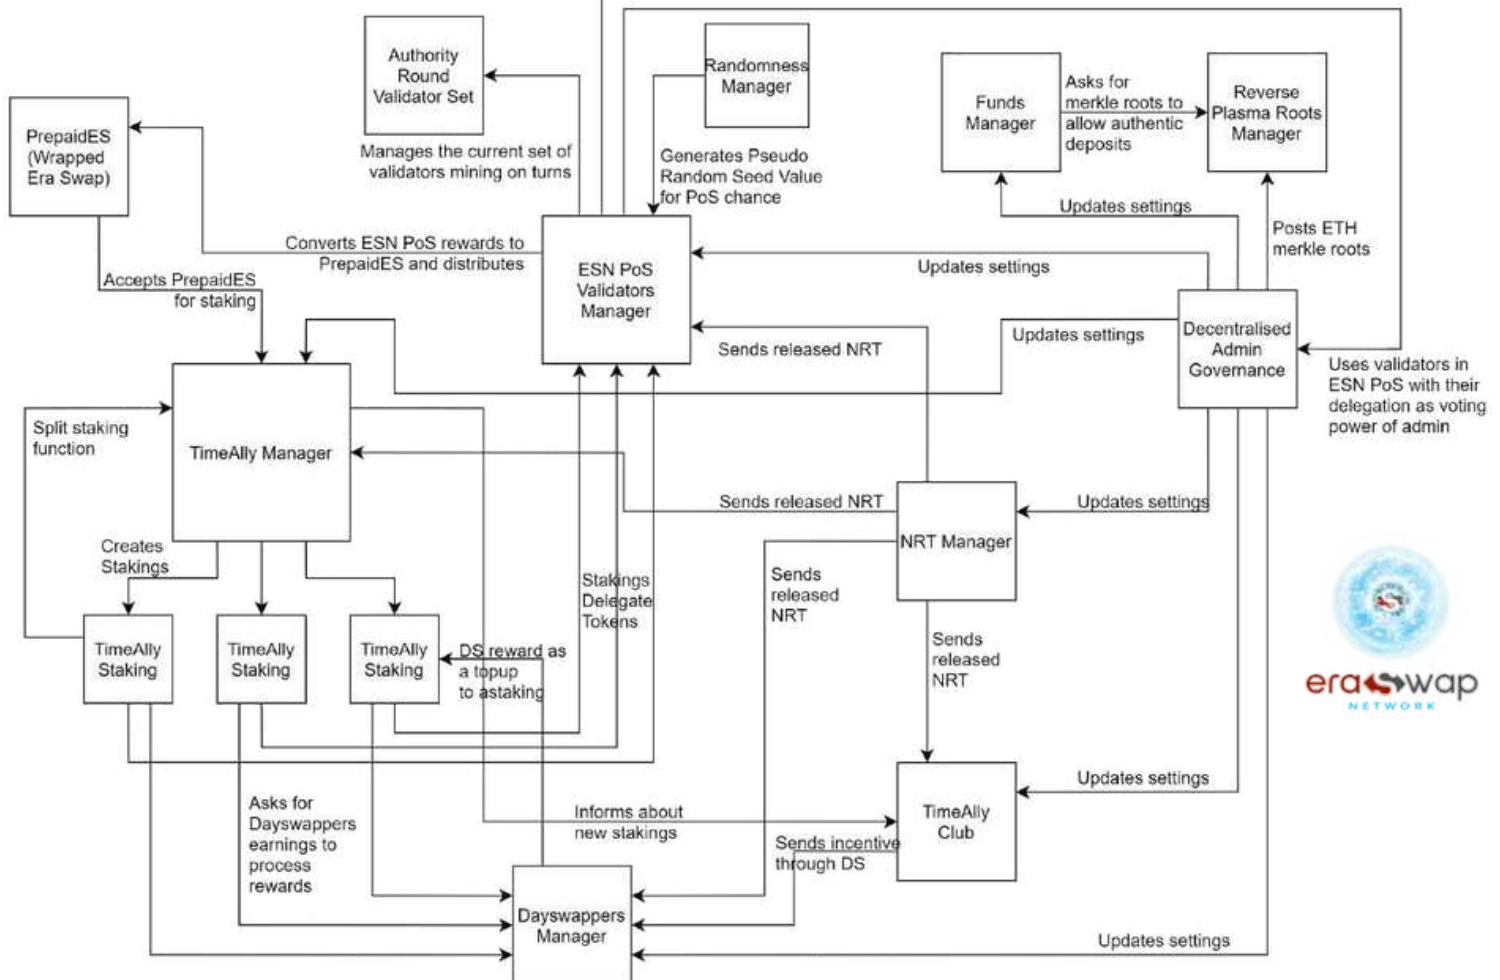 Authority
Round
Validator Set
Randomness
Manager
Funds
Manager
Asks for
merkle roots to
allow authentic
deposits
Reverse
Plasma Roots
Manager
PrepaidES
(Wrapped
Era Swap)
Manages the current set of
validators mining on turns
Generates Pseudo
Random Seed Value
for PoS chance
Updates settings
Posts ETH
merkle roots
Converts ESN PoS rewards to
PrepaidES and distributes
ESN PoS
Validators
Manager
Updates settings
Accepts PrepaidES
for staking
Sends released NRT
Updates settings
Decentralised
Admin
Governance
Uses validators in
ESN PoS with their
delegation as voting
power of admin
Split staking
function
TimeAlly Manager
Sends released NRT
Updates settings
NRT Manager
Creates
Stakings
Stakings
Delegate
Tokens
Sends
released
NRT
TimeAlly
Staking
TimeAlly
Staking
TimeAlly
Staking
DS reward as
a topup
to astaking
Sends
released
NRT
eraswap
NETWORK
Updates settings
Asks for
Dayswappers
earnings to
process
rewards
Informs about
new stakings
TimeAlly
Club
Sends incentive
through DS
Dayswappers
Manager
Updates settings